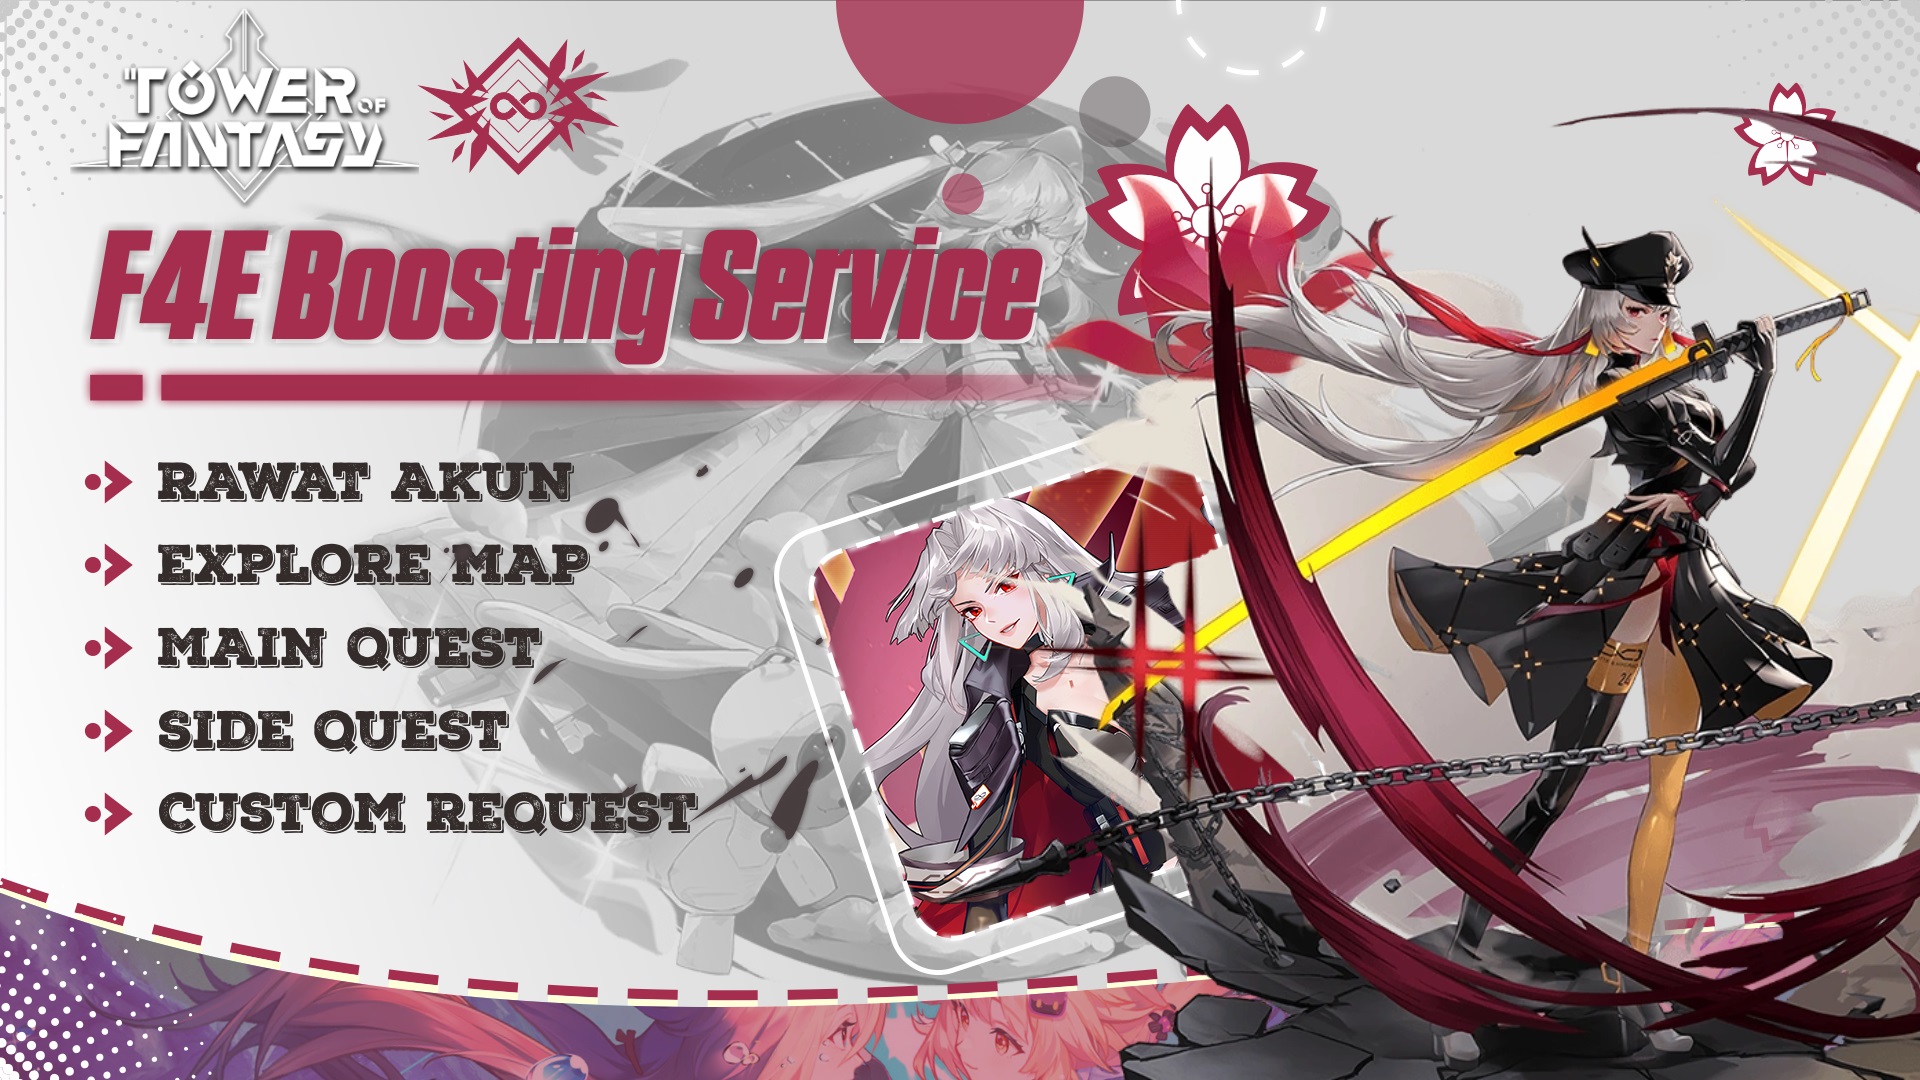 TOWER OF
FANTASY
F4E Boosting Service
RAWAT AKUN
EXPLORE MAP
MAIN QUEST
SIDE QUEST
CUSTOM REQUEST